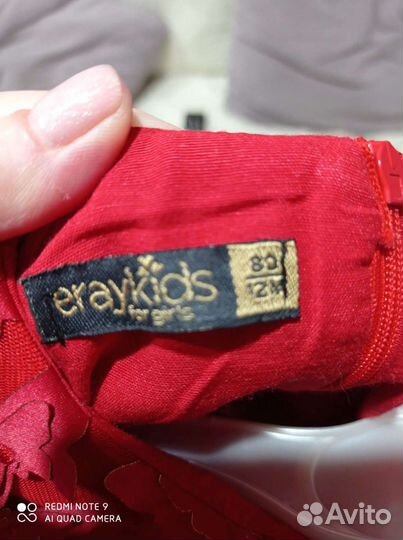 eraykids
for girls
80
12M
REDMI NOTE 9
AI QUAD CAMERA
Avito